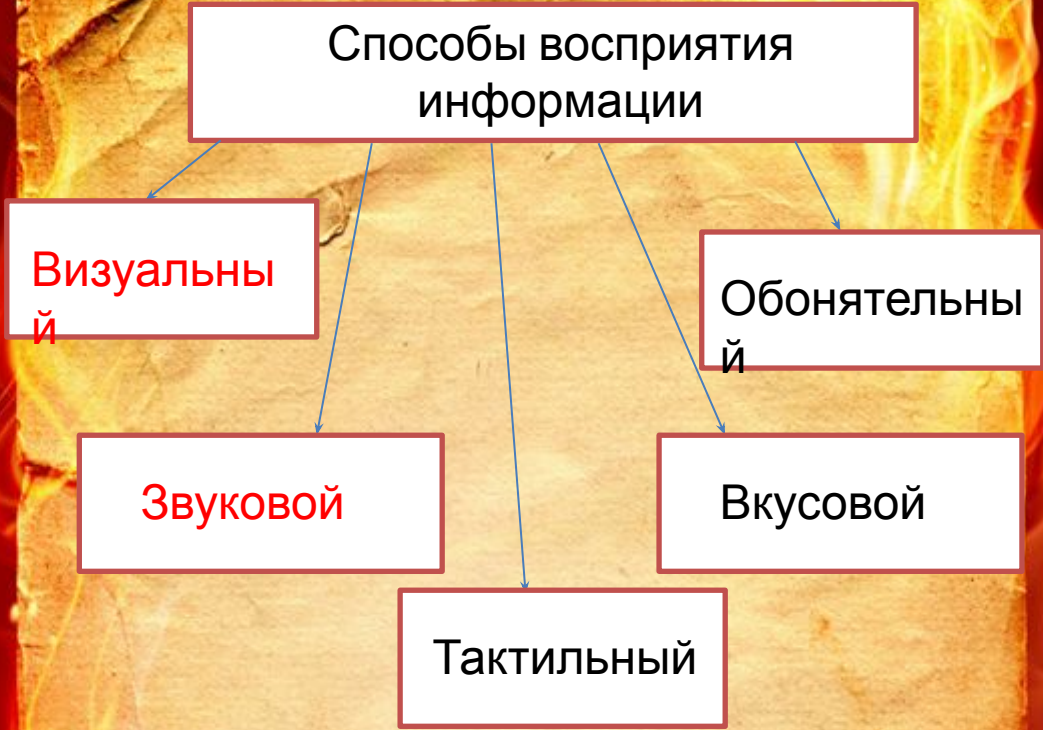 Способы восприятия
информации
Визуальны
й
Обонятельны
й
Звуковой
Вкусовой
Тактильный